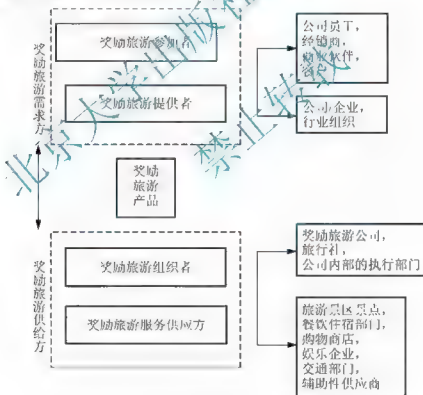 奖励旅游需求方
奖励旅游参加者
奖励旅游提供者
公司员工，
经销商，
商业伙伴，
客户
公司企业，
行业组织
奖励
旅游
产品
奖励旅游供给方
奖励旅游组织者
奖励旅游服务供应方
奖励旅游公司，
旅行社，
公司内部的执行部门
旅游景区景点，
餐饮住宿部门，
购物商店，
娱乐企业，
交通部门，
辅助性供应商
北京大学出版社
禁止转载